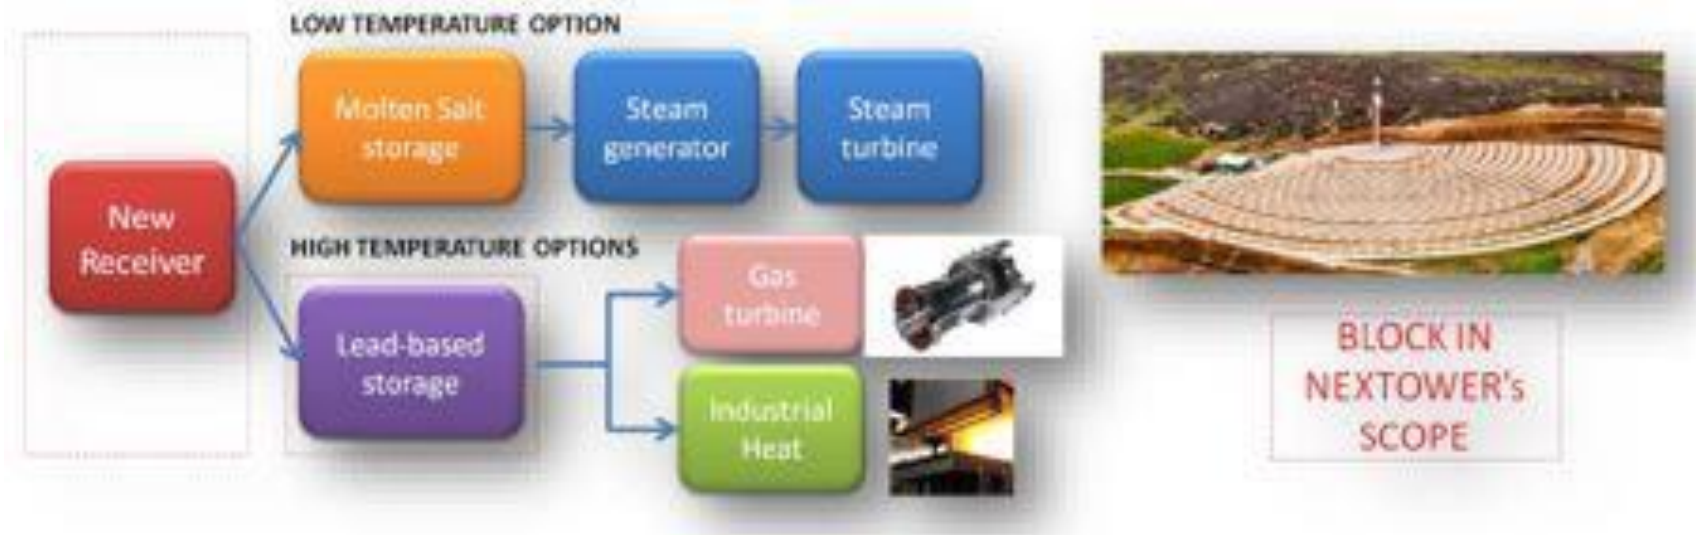 LOW TEMPERATURE OPTION
Molten Salt
storage
Steam
generator
Steam
turbine
New
Receiver
HIGH TEMPERATURE OPTIONS
Lead-based
storage
Gas
turbine
Industrial
Heat
BLOCK IN
NEXTOWER's
SCOPE